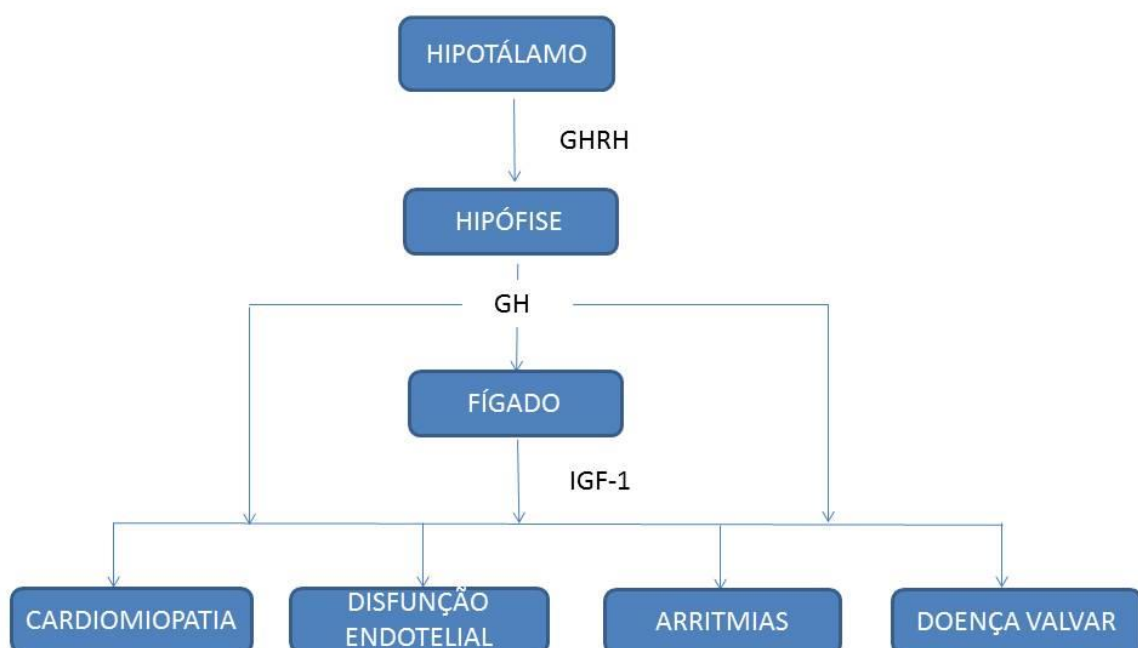 HIPOTÁLAMO
GHRH
HIPÓFISE
GH
FÍGADO
IGF-1
CARDIOMIOPATIA
DISFUNÇÃO
ENDOTELIAL
ARRITMIAS
DOENÇA VALVAR